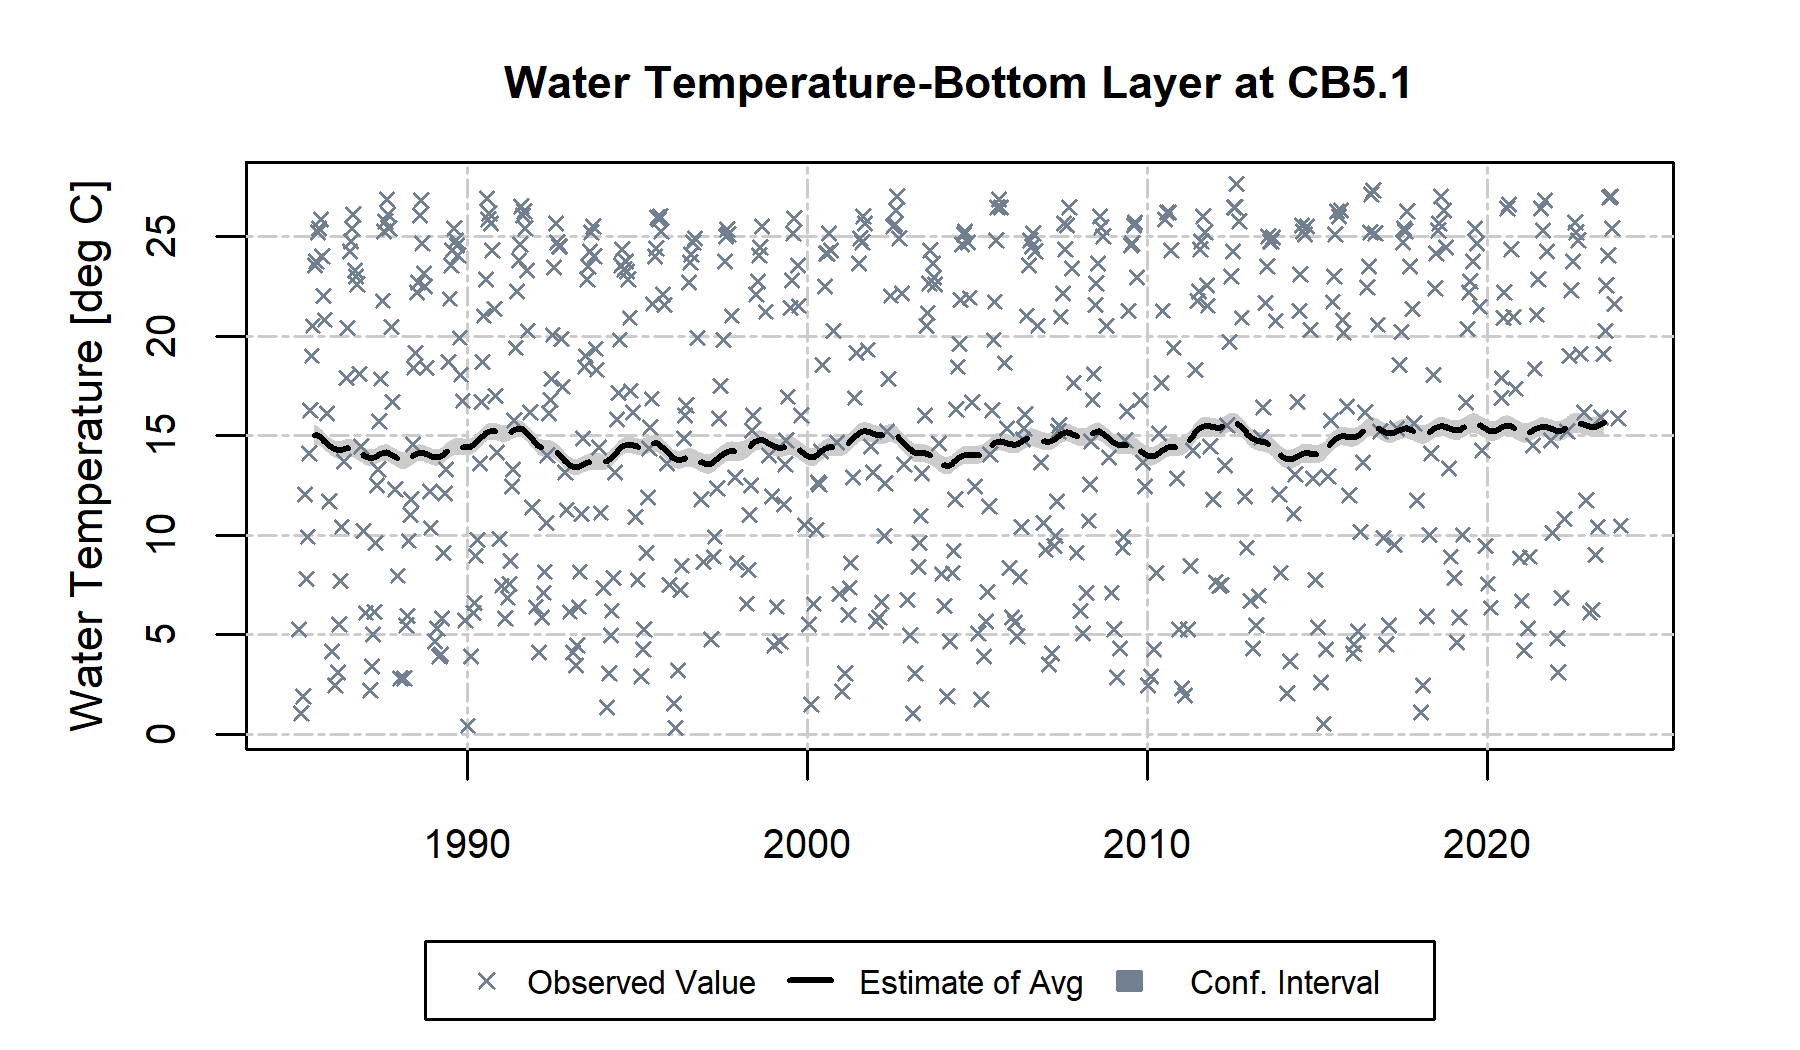 Water Temperature-Bottom Layer at CB5.1
Water Temperature [deg C]
25
20
15
10
5
0
1990 2000 2010 2020
Observed Value Estimate of Avg Conf. Interval